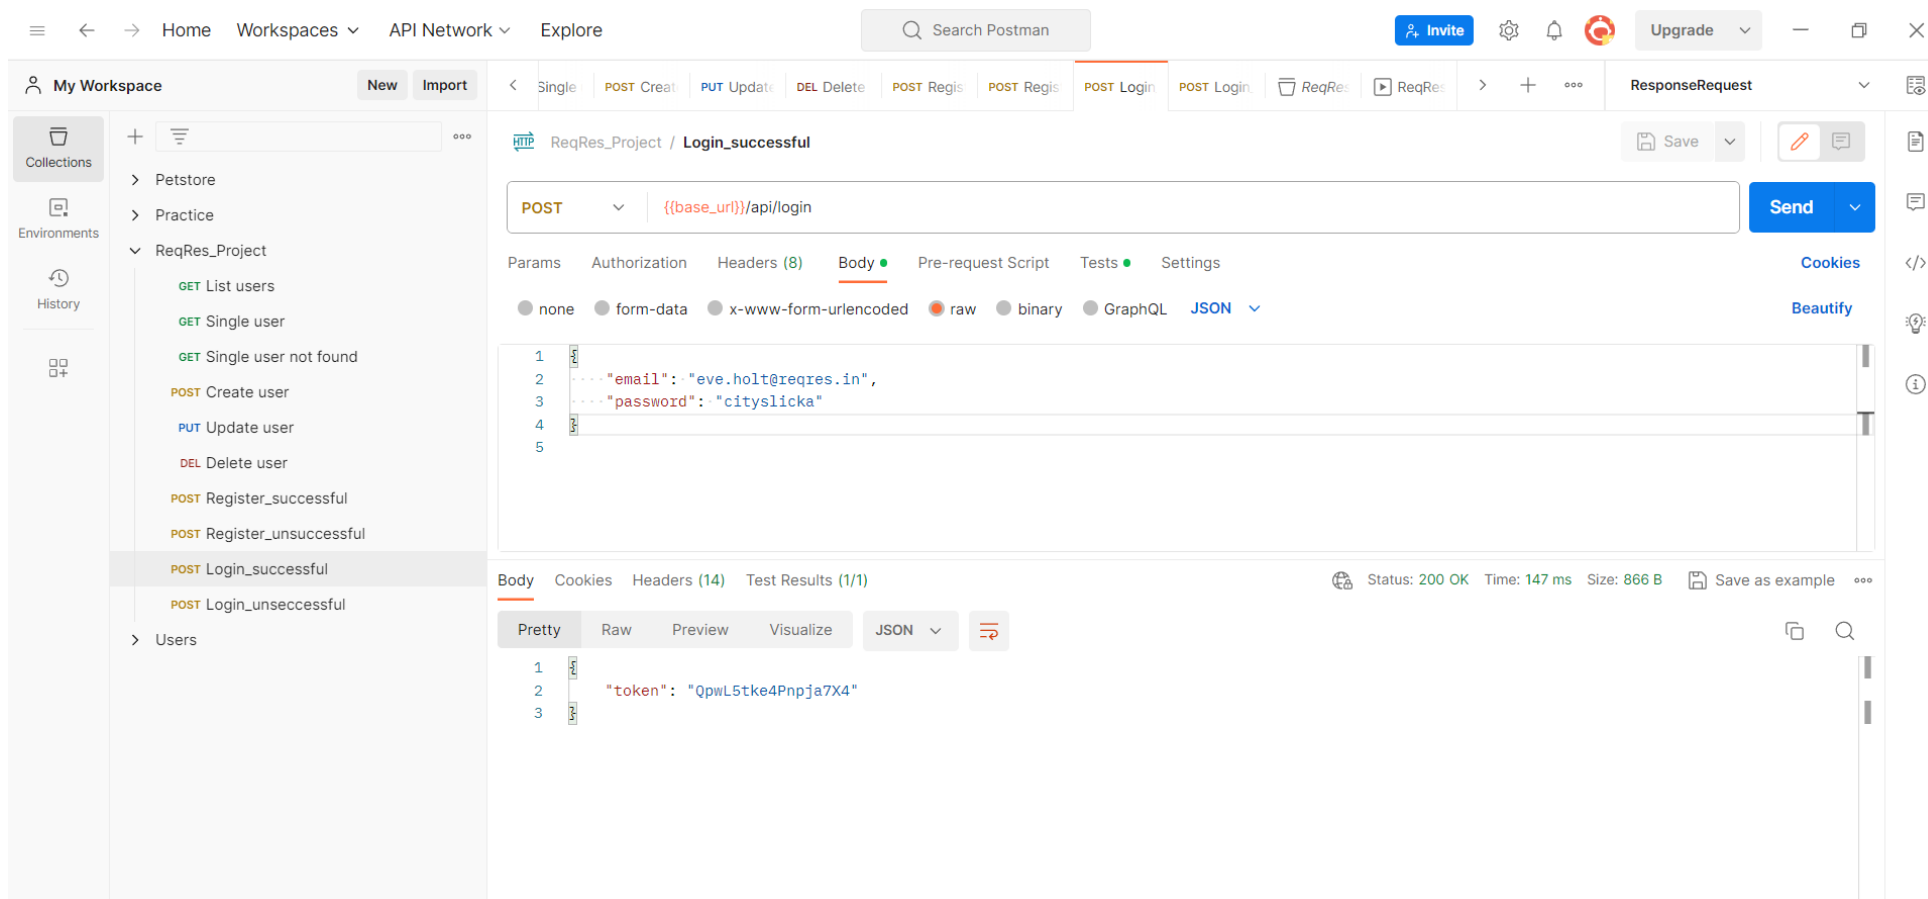 Home Workspaces API Network Explore Search Postman Invite Upgrade
My Workspace New Import
Single POST Creat PUT Update DEL Delete POST Regis POST Regis POST Login POST Login_ ReqRes ReqRes ResponseRequest
Collections
Environments
History
Petstore
Practice
ReqRes_Project
GET List users
GET Single user
GET Single user not found
POST Create user
PUT Update user
DEL Delete user
POST Register_successful
POST Register_unsuccessful
POST Login_successful
POST Login_unseccessful
Users
HTTP ReqRes_Project / Login_successful Save
POST {{base_url}}/api/login Send
Params Authorization Headers (8) Body Pre-request Script Tests Settings Cookies
none form-data x-www-form-urlencoded raw binary GraphQL JSON Beautify
1 {
2 "email": "eve.holt@reqres.in",
3 "password": "cityslicka"
4 }
5
Body Cookies Headers (14) Test Results (1/1) Status: 200 OK Time: 147 ms Size: 866 B Save as example
Pretty Raw Preview Visualize JSON
1 {
2 "token": "QpwL5tke4Pnpja7X4"
3 }